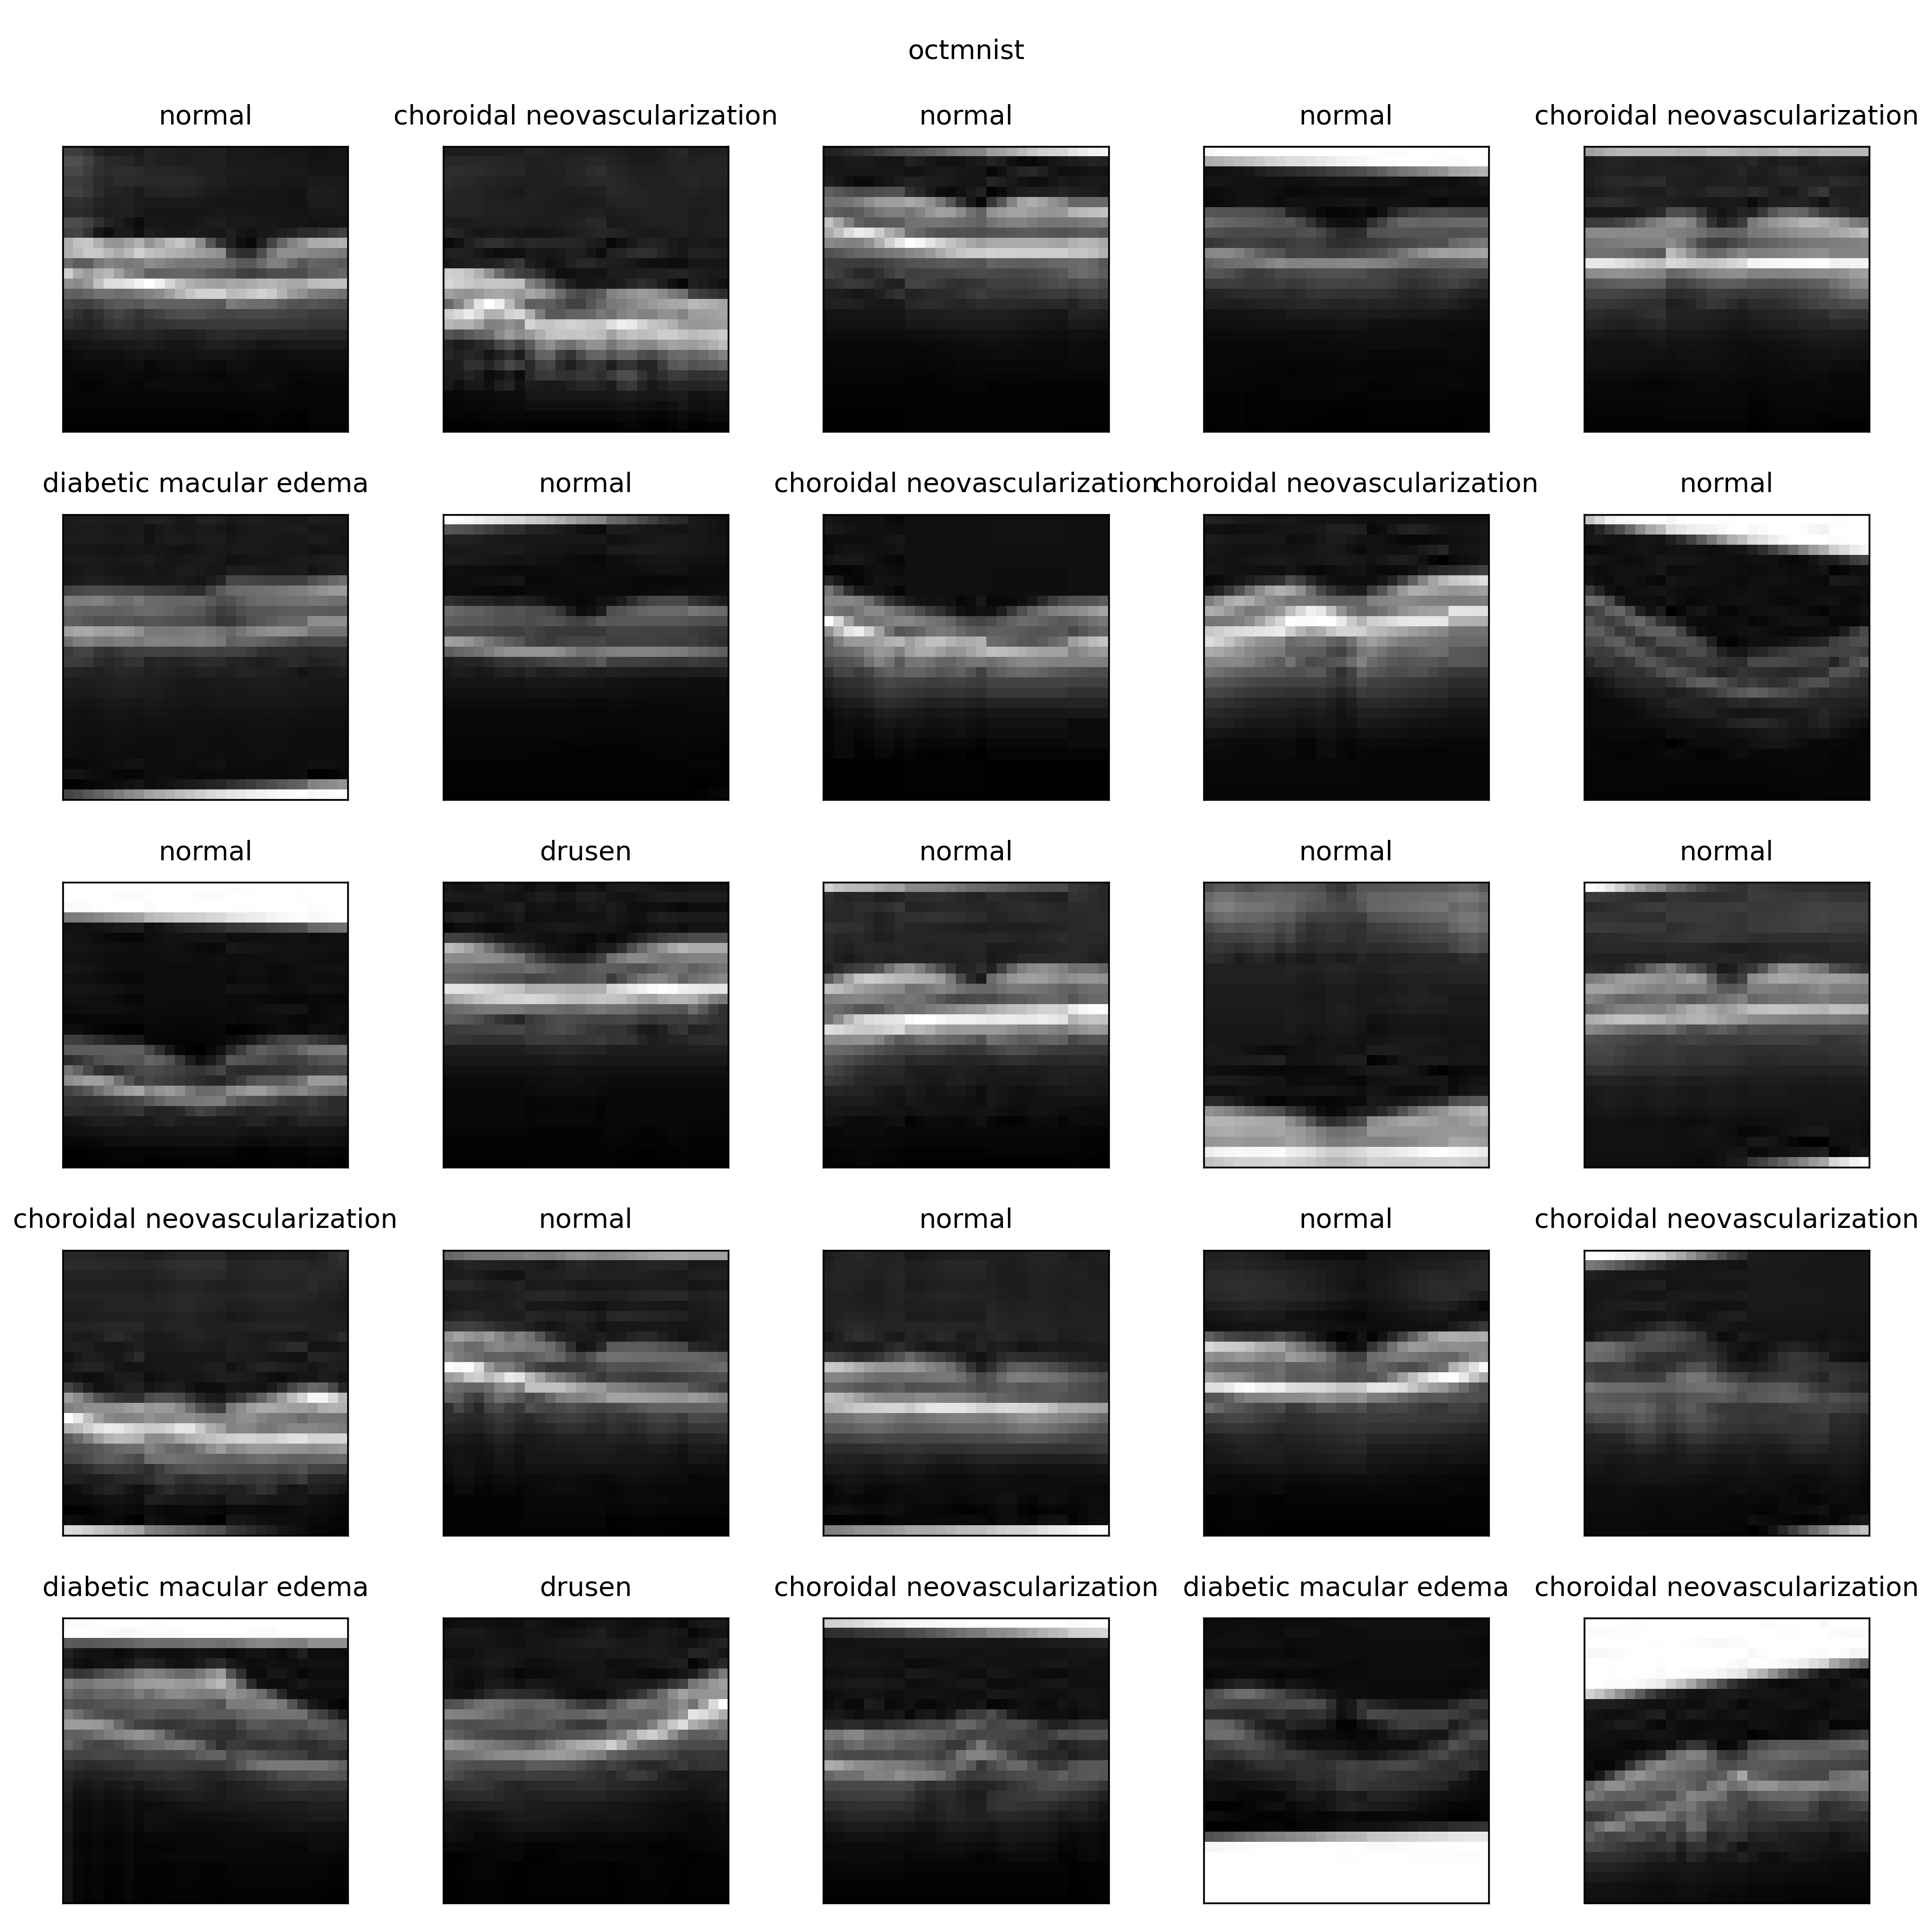 octmnist
normal choroidal neovascularization normal normal choroidal neovascularization
diabetic macular edema normal choroidal neovascularization choroidal neovascularization normal
normal drusen normal normal normal
choroidal neovascularization normal normal normal choroidal neovascularization
diabetic macular edema drusen choroidal neovascularization diabetic macular edema choroidal neovascularization